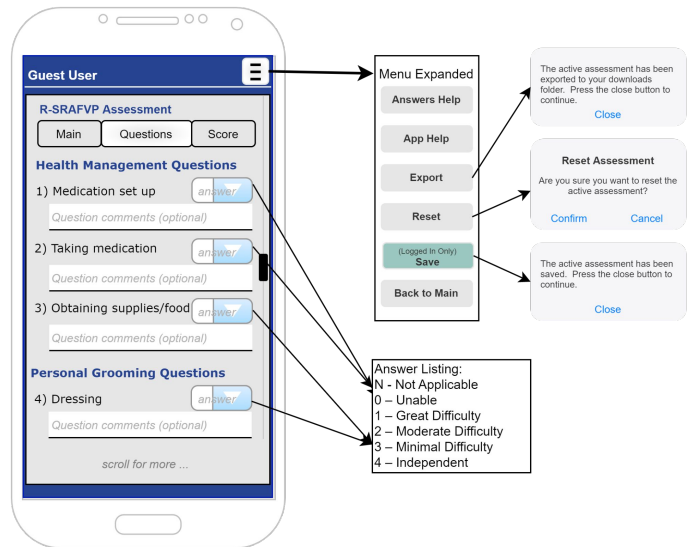 Guest User
R-SRAFVP Assessment
Main Questions Score
Health Management Questions
1) Medication set up answer
Question comments (optional)
2) Taking medication answer
Question comments (optional)
3) Obtaining supplies/food answer
Question comments (optional)
Personal Grooming Questions
4) Dressing answer
Question comments (optional)
scroll for more ...
Menu Expanded
Answers Help
App Help
Export
Reset
(Logged In Only)
Save
Back to Main
The active assessment has been
exported to your downloads
folder. Press the close button to
continue.
Close
Reset Assessment
Are you sure you want to reset the
active assessment?
Confirm Cancel
The active assessment has been
saved. Press the close button to
continue.
Close
Answer Listing:
N - Not Applicable
0 – Unable
1 – Great Difficulty
2 – Moderate Difficulty
3 – Minimal Difficulty
4 – Independent